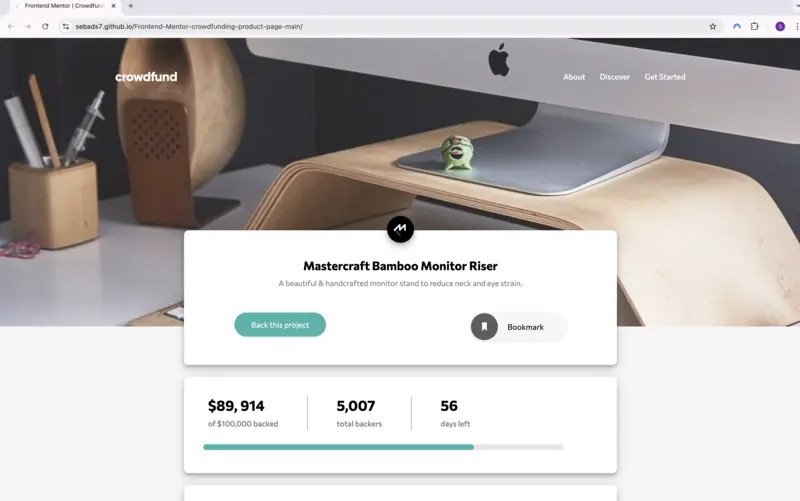 Frontend Mentor | Crowdfun
sebads7.github.io/Frontend-Mentor-crowdfunding-product-page-main/
S
crowdfund
About Discover Get Started
Mastercraft Bamboo Monitor Riser
A beautiful & handcrafted monitor stand to reduce neck and eye strain.
Back this project
Bookmark
$89, 914 5,007 56
of $100,000 backed total backers days left